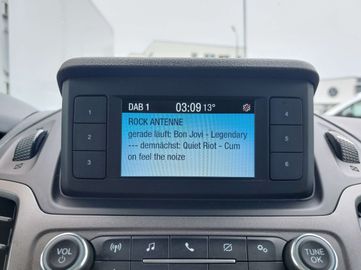 DAB 1 03:09 13°
ROCK ANTENNE
gerade läuft: Bon Jovi - Legendary
--- demnächst: Quiet Riot - Cum
on feel the noize
1
2
3
4
5
6
VOL
TUNE
OK